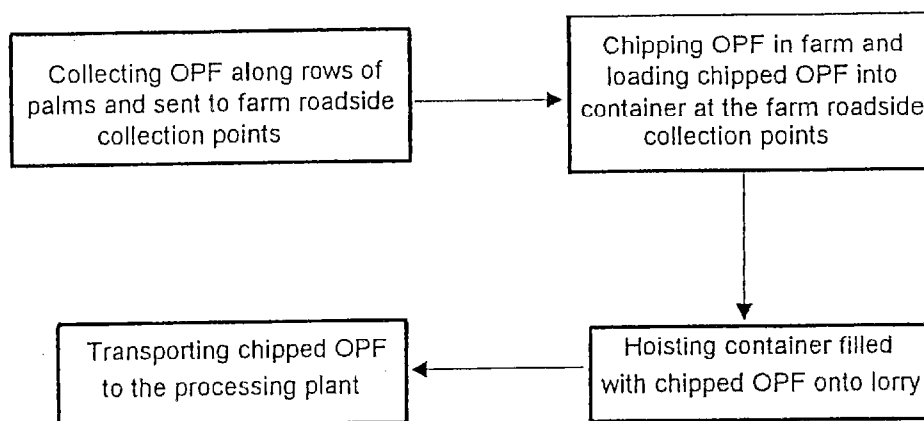 Collecting OPF along rows of
palms and sent to farm roadside
collection points
Chipping OPF in farm and
loading chipped OPF into
container at the farm roadside
collection points
Hoisting container filled
with chipped OPF onto lorry
Transporting chipped OPF
to the processing plant